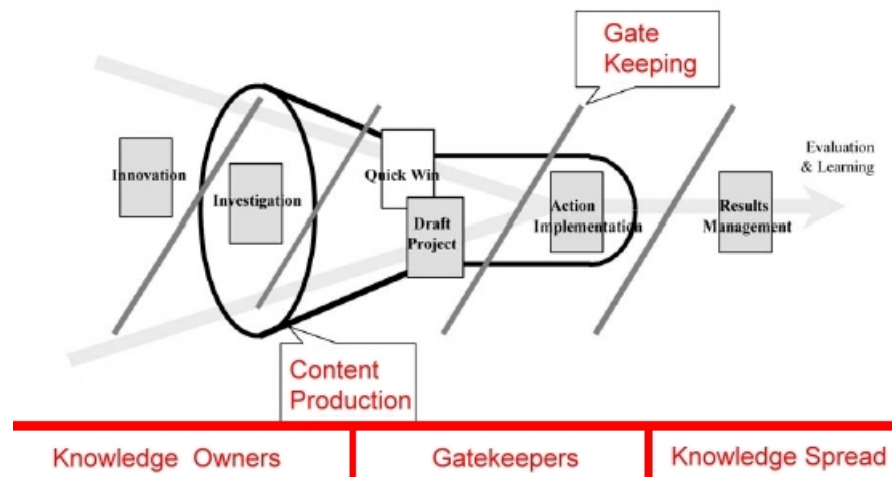 Gate
Keeping
Evaluation
& Learning
Innovation
Investigation
Quick Win
Draft
Project
Action
Implementation
Results
Management
Content
Production
Knowledge Owners
Gatekeepers
Knowledge Spread